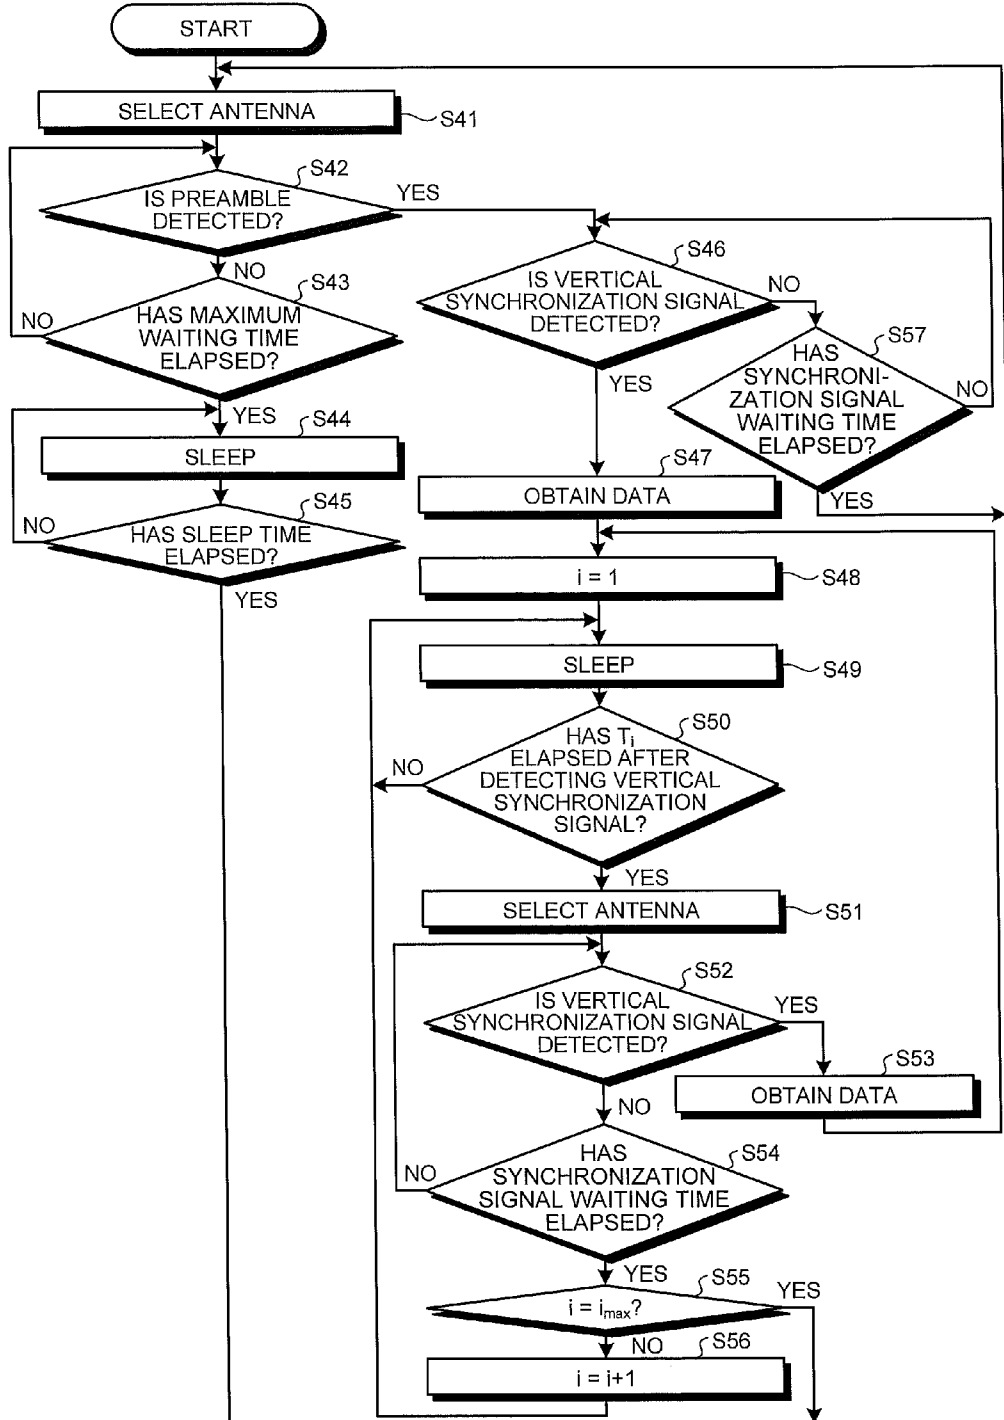 START
SELECT ANTENNA
S41
S42
IS PREAMBLE
DETECTED?
YES
NO
S43
HAS MAXIMUM
WAITING TIME
ELAPSED?
NO
YES
S44
SLEEP
S45
HAS SLEEP TIME
ELAPSED?
NO
YES
S46
IS VERTICAL
SYNCHRONIZATION SIGNAL
DETECTED?
NO
YES
S57
HAS
SYNCHRONI-
ZATION SIGNAL
WAITING TIME
ELAPSED?
NO
YES
S47
OBTAIN DATA
i = 1
S48
SLEEP
S49
S50
HAS Ti
ELAPSED AFTER
DETECTING VERTICAL
SYNCHRONIZATION
SIGNAL?
NO
YES
SELECT ANTENNA
S51
S52
IS VERTICAL
SYNCHRONIZATION SIGNAL
DETECTED?
YES
NO
S53
OBTAIN DATA
S54
HAS
SYNCHRONIZATION
SIGNAL WAITING TIME
ELAPSED?
NO
YES
S55
i = imax?
YES
NO
S56
i = i+1